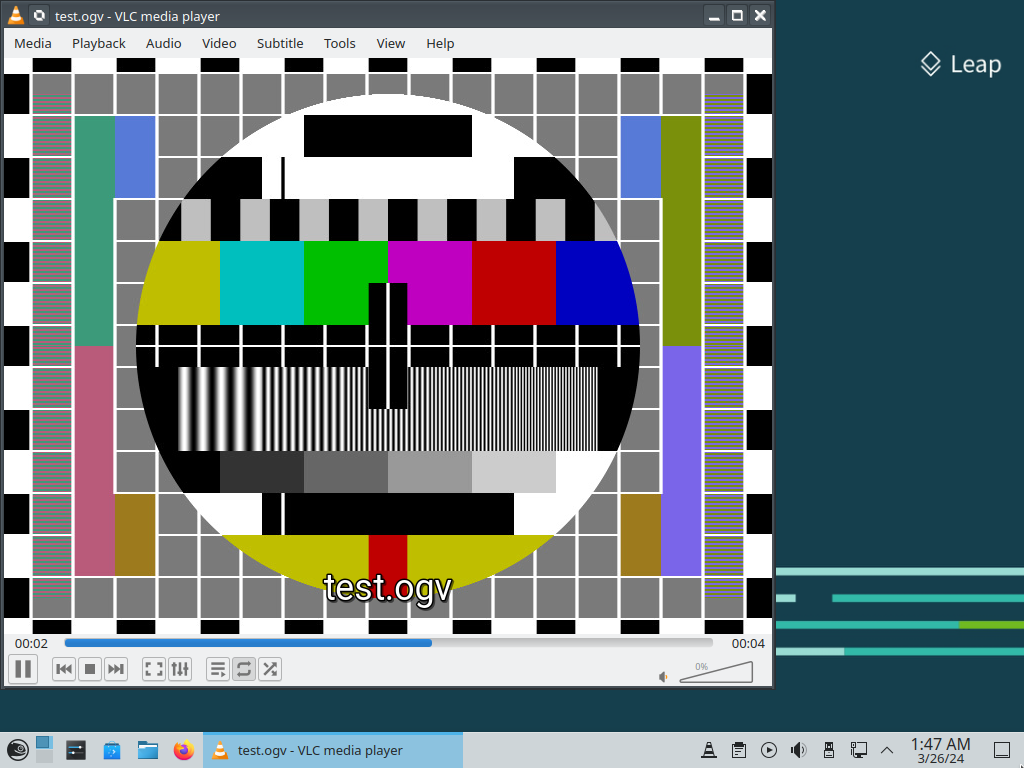 test.ogv - VLC media player
Media Playback Audio Video Subtitle Tools View Help
Leap
test.ogv
00:02 00:04
0%
test.ogv - VLC media player
1:47 AM
3/26/24